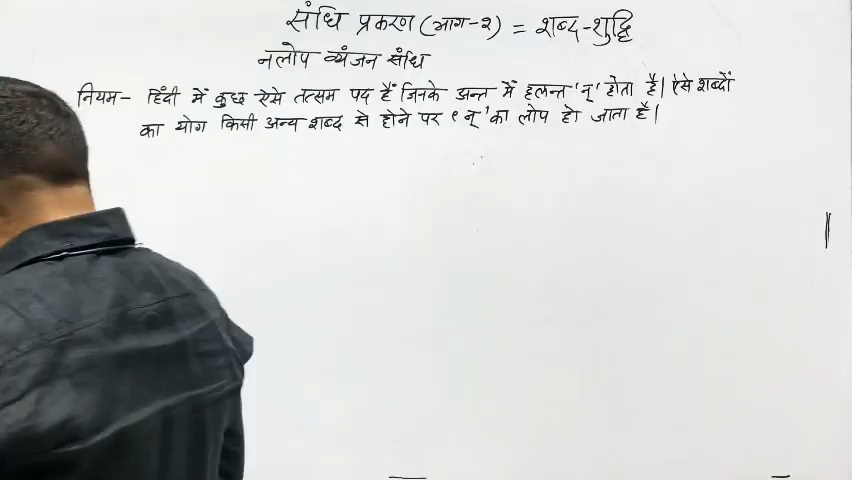 संधि प्रकरण (भाग-२) = शब्द-शुद्धि
नलोप व्यंजन संधि
नियम- हिंदी में कुछ ऐसे तत्सम पद हैं जिनके अन्त में हलन्त 'न्' होता है। ऐसे शब्दों
का योग किसी अन्य शब्द से होने पर 'न्' का लोप हो जाता है।